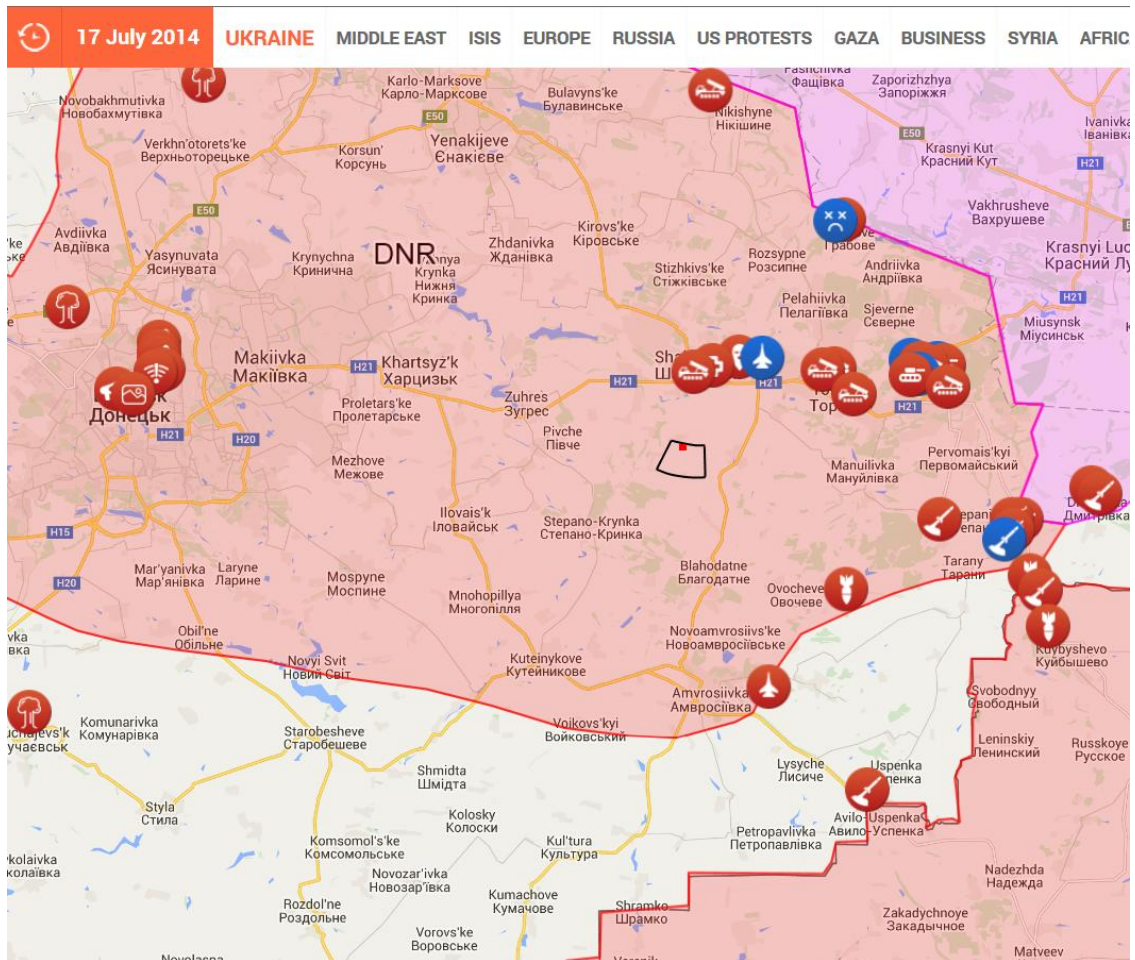 17 July 2014 UKRAINE MIDDLE EAST ISIS EUROPE RUSSIA US PROTESTS GAZA BUSINESS SYRIA AFRIC
Novobakhmutivka
Новобахмутівка
Karlo-Marksove
Карло-Марксове
Bulavyns'ke
Булавинське
Fashchivka
Фащівка
Zaporizhzhya
Запоріжжя
E50
Nikishyne
Нікішине
Ivanivka
Іванівка
Verkhn'otorets'ke
Верхньоторецьке
Korsun'
Корсунь
Yenakijeve
Єнакієве
E50
Krasnyi Kut
Красний Кут
H21
E50
Vakhrusheve
Вахрушеве
Avdiivka
Авдіївка
Yasynuvata
Ясинувата
Krynychna
Кринична
DNR
Krynka
Нижня
Кринка
Zhdanivka
Жданівка
Kirovs'ke
Кіровське
Stizhkivs'ke
Стіжківське
Rozsypne
Розсипне
Грабове
Andriivka
Андріївка
Krasnyi Luc
Красний Лу
H21
Pelahiivka
Пелагіївка
Sjeverne
Сєверне
Miusynsk
Міусинськ
Makiivka
Макіївка
H21
Khartsyz'k
Харцизьк
H21
H21
Донецьк
H21
H20
Proletars'ke
Пролетарське
Zuhres
Зугрес
Pivche
Півче
H21
Mezhove
Межове
Manuilivka
Мануйлівка
Pervomais'kyi
Первомайський
H15
Ilovais'k
Іловайськ
Stepano-Krynka
Степано-Кринка
Дмитрівка
H20
Mar'yanivka
Мар'янівка
Laryne
Ларине
Mospyne
Моспине
Mnohopillya
Многопілля
Blahodatne
Благодатне
Ovocheve
Овочеве
Tarany
Тарани
Obil'ne
Обільне
Novyi Svit
Новий Світ
Kuteinykove
Кутейникове
Novoamvrosiivs'ke
Новоамвросіївське
Kuybyshevo
Куйбышево
Amvrosiivka
Амвросіївка
Svobodnyy
Свободный
Komunarivka
Комунарівка
Starobesheve
Старобешеве
Voikovs'kyi
Войковський
Leninskiy
Ленинский
Russkoye
Русское
Shmidta
Шмідта
Lysyche
Лисиче
Uspenka
Styla
Стила
Kolosky
Колоски
Komsomol's'ke
Комсомольське
Kul'tura
Культура
Petropavlivka
Петропавлівка
Avilo-Uspenka
Авило-Успенка
Novozar'ivka
Новозар'ївка
Nadezhda
Надежда
Rozdol'ne
Роздольне
Kumachove
Кумачове
Shramko
Шрамко
Zakadychnoye
Закадычное
Vorovs'ke
Воровське
Matveev